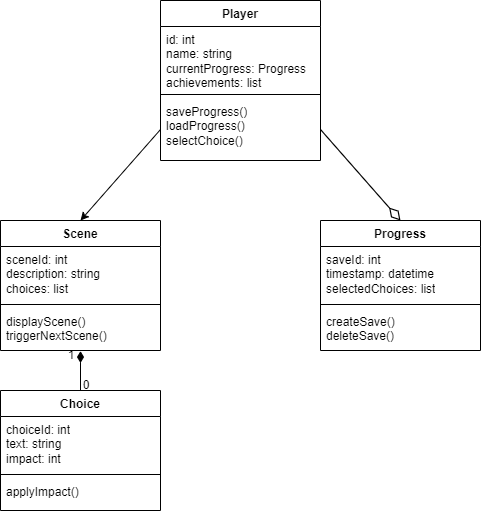 Player
id: int
name: string
currentProgress: Progress
achievements: list
saveProgress()
loadProgress()
selectChoice()
Scene
sceneId: int
description: string
choices: list
displayScene()
triggerNextScene()
Progress
saveId: int
timestamp: datetime
selectedChoices: list
createSave()
deleteSave()
1
0
Choice
choiceId: int
text: string
impact: int
applyImpact()